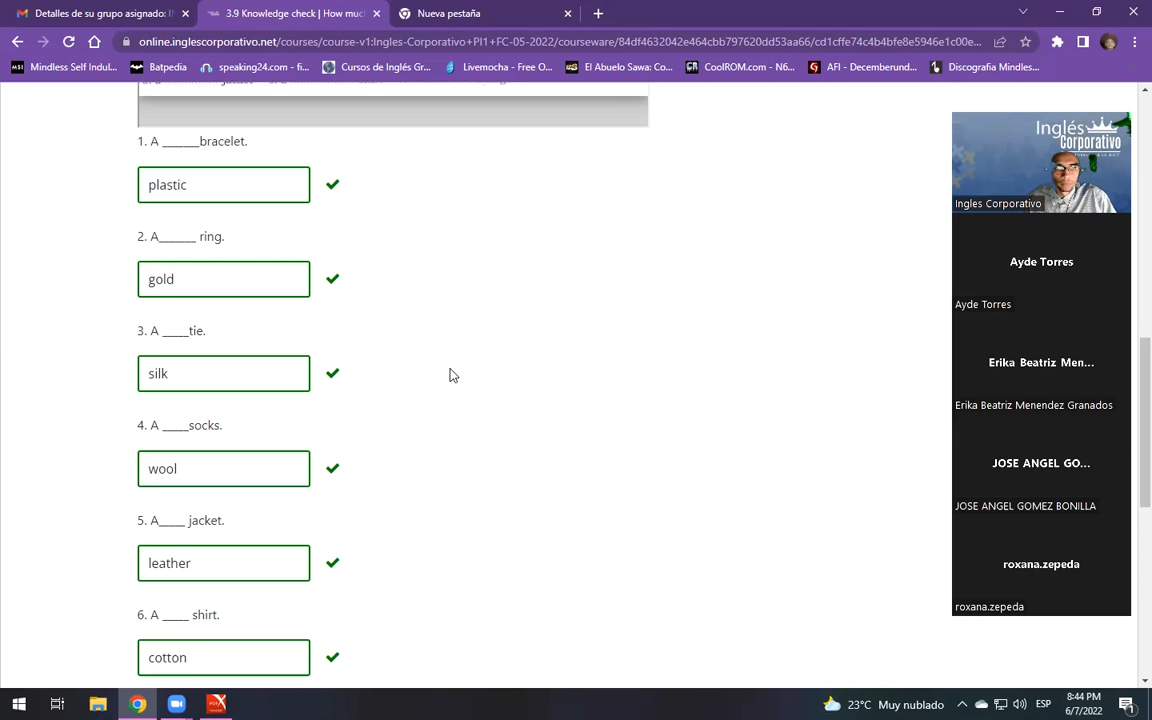 Detalles de su grupo asignado: I
3.9 Knowledge check | How muc
Nueva pestaña
online.inglescorporativo.net/courses/course-v1:Ingles-Corporativo+PI1+FC-05-2022/courseware/84df4632042e464cbb797620dd53aa66/cd1cffe74c4b4bfe8e5946e1c00e...
Mindless Self Indul...
Batpedia
speaking24.com - fi...
Cursos de Inglés Gr...
Livemocha - Free O...
El Abuelo Sawa: Co...
CoolROM.com - N6...
AFI - Decemberund...
Discografia Mindles...
1. A _______bracelet.
plastic
2. A_______ ring.
gold
3. A _____tie.
silk
4. A _____socks.
wool
5. A_____ jacket.
leather
6. A _____ shirt.
cotton
Inglés
Corporativo
Ingles Corporativo
Ayde Torres
Ayde Torres
Erika Beatriz Men...
Erika Beatriz Menendez Granados
JOSE ANGEL GO...
JOSE ANGEL GOMEZ BONILLA
roxana.zepeda
roxana.zepeda
23°C Muy nublado
ESP
8:44 PM
6/7/2022
1